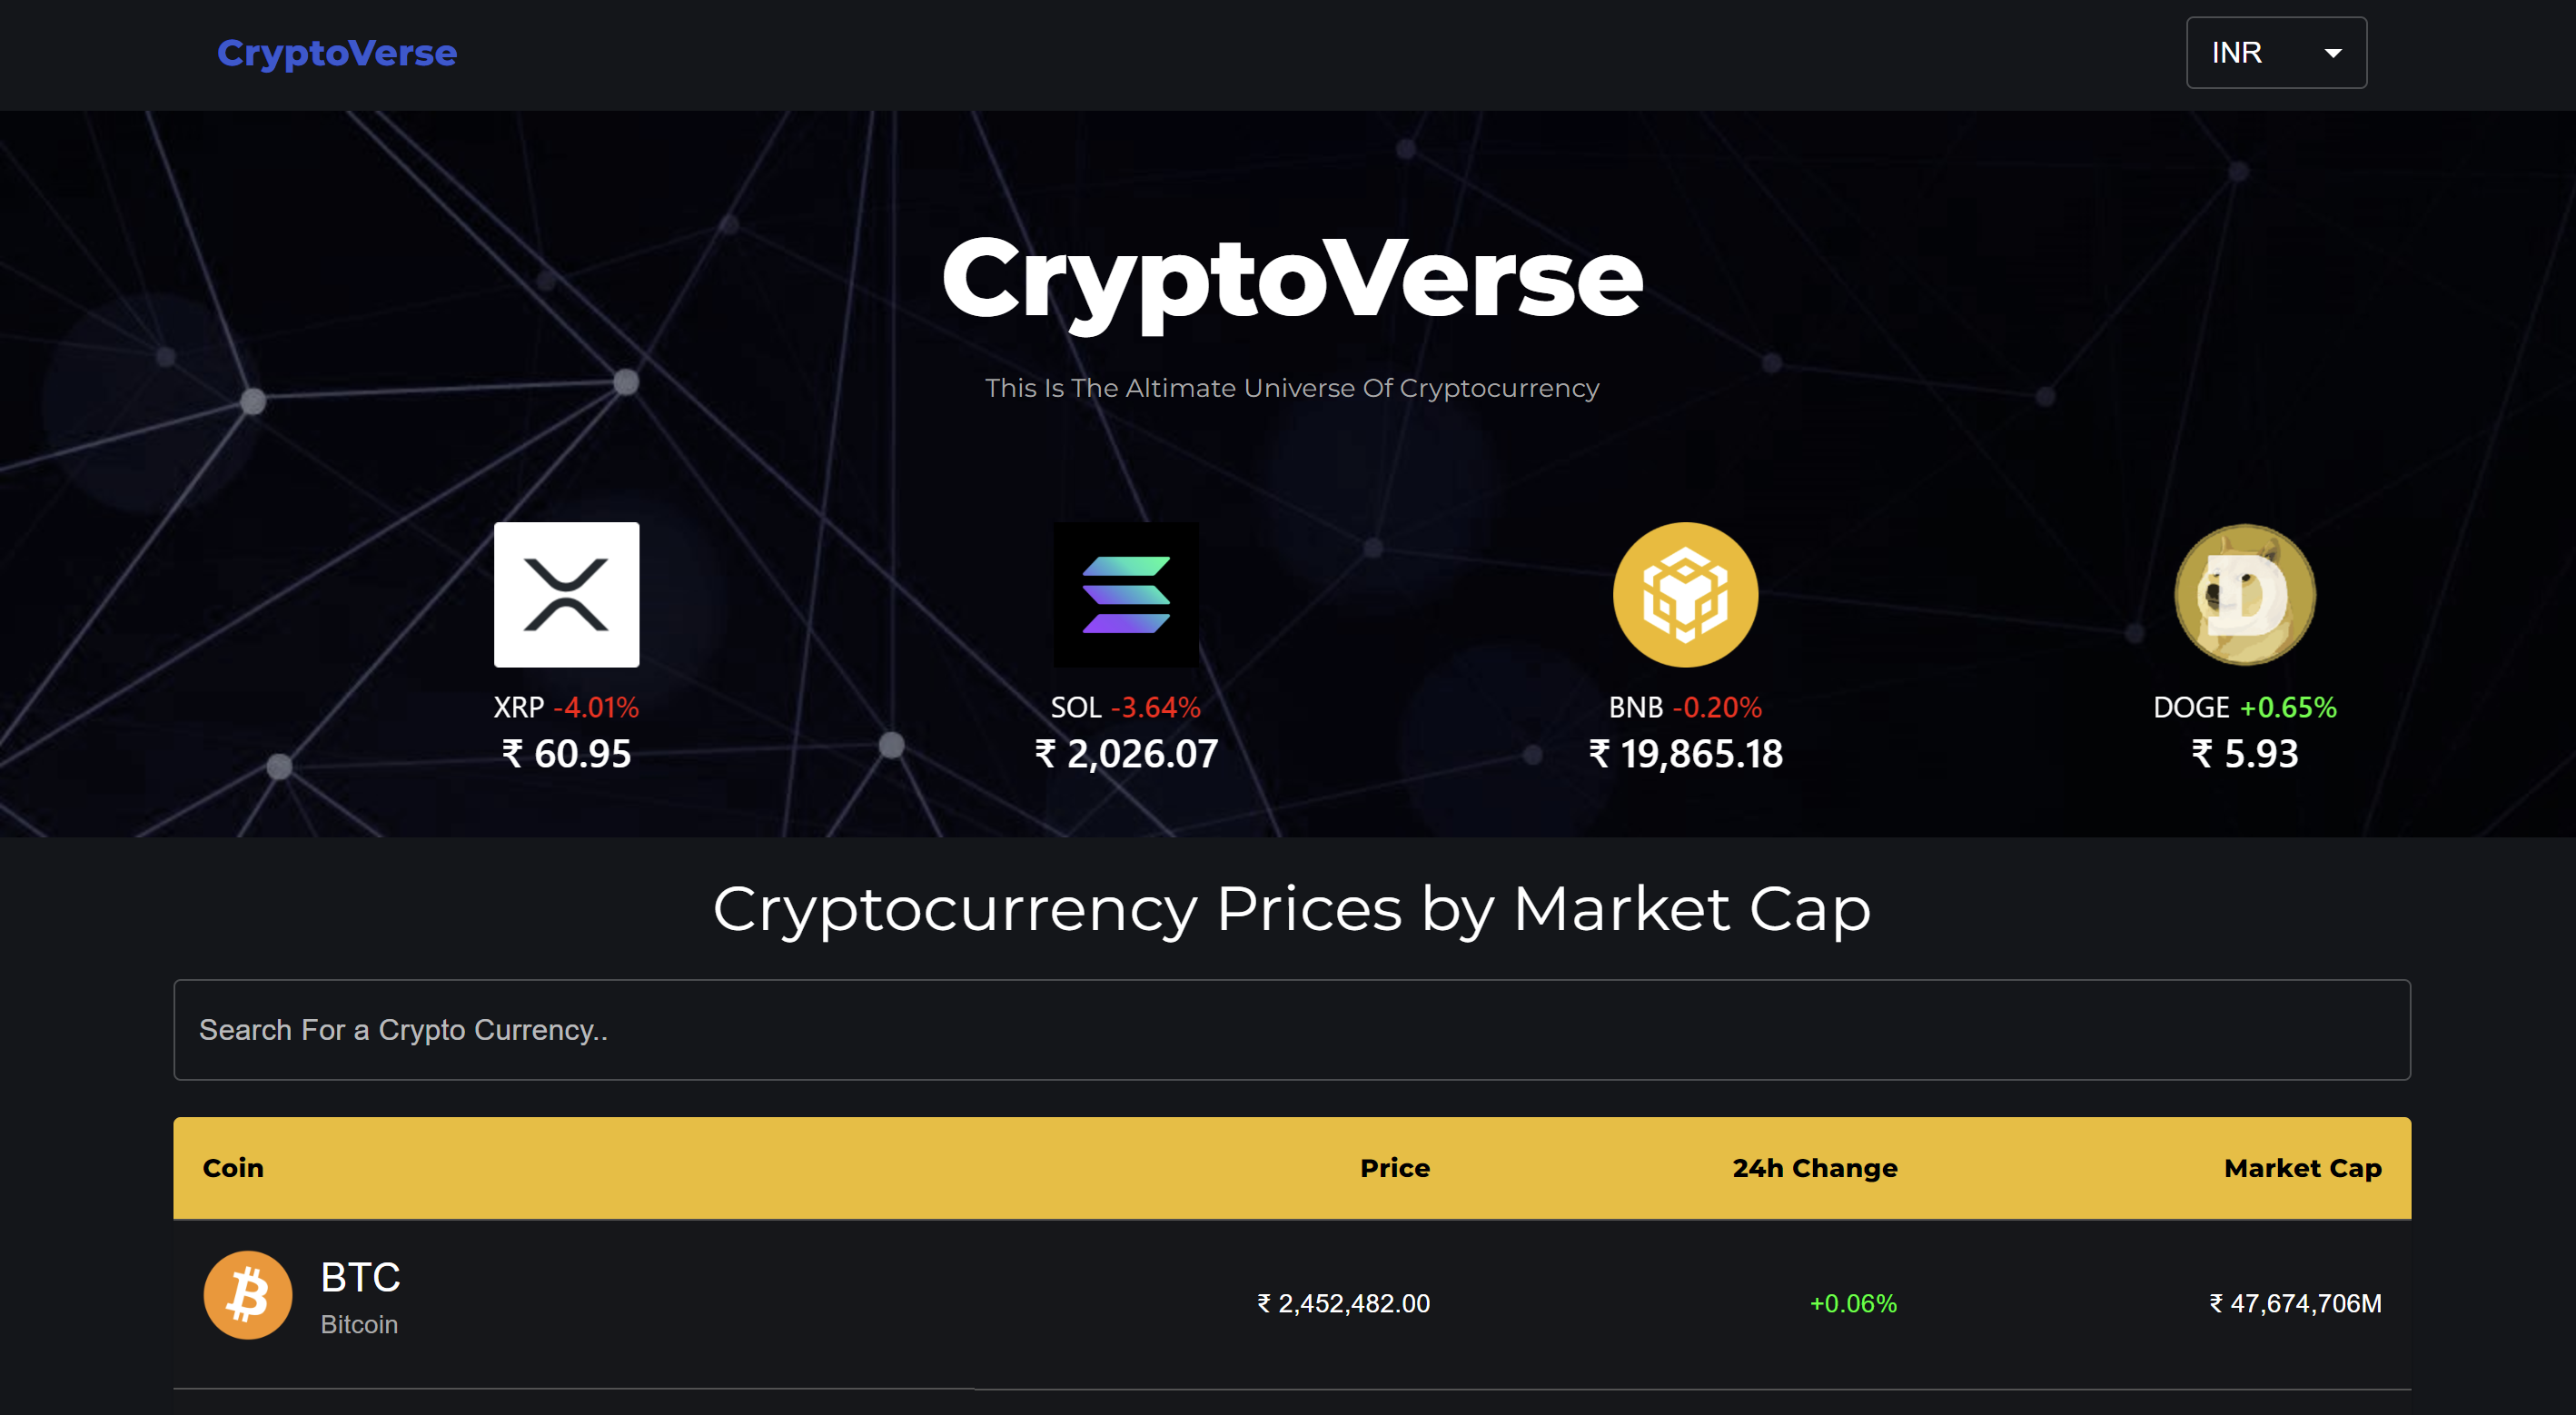 CryptoVerse
INR
CryptoVerse
This Is The Altimate Universe Of Cryptocurrency
XRP -4.01%
₹ 60.95
SOL -3.64%
₹ 2,026.07
BNB -0.20%
₹ 19,865.18
D
DOGE +0.65%
₹ 5.93
Cryptocurrency Prices by Market Cap
Search For a Crypto Currency..
Coin Price 24h Change Market Cap
BTC
Bitcoin
₹ 2,452,482.00 +0.06% ₹ 47,674,706M